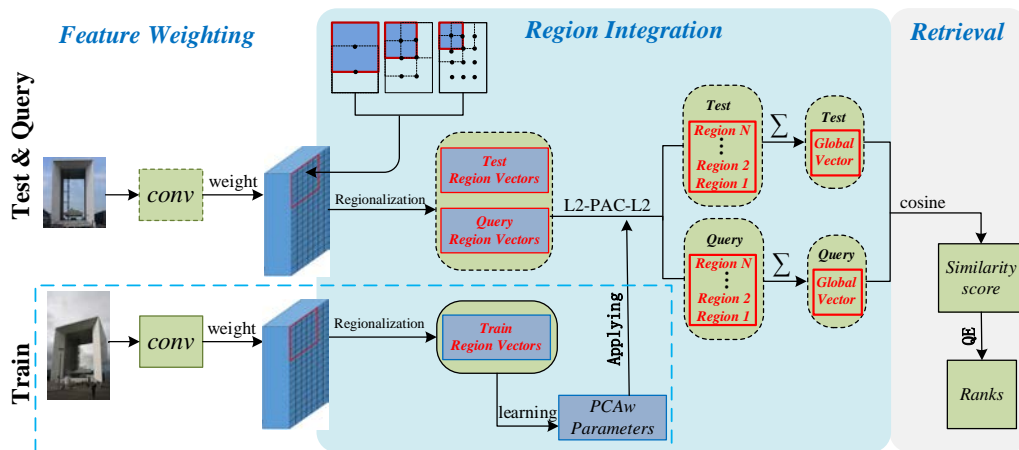 Feature Weighting
Region Integration
Retrieval
Test & Query
conv
weight
Regionalization
Test
Region Vectors
Query
Region Vectors
L2-PAC-L2
Test
Region N
Region 2
Region 1
∑
Test
Global
Vector
Query
Region N
Region 2
Region 1
∑
Query
Global
Vector
cosine
Similarity
score
QE
Ranks
Train
conv
weight
Regionalization
Train
Region Vectors
learning
PCAw
Parameters
Applying